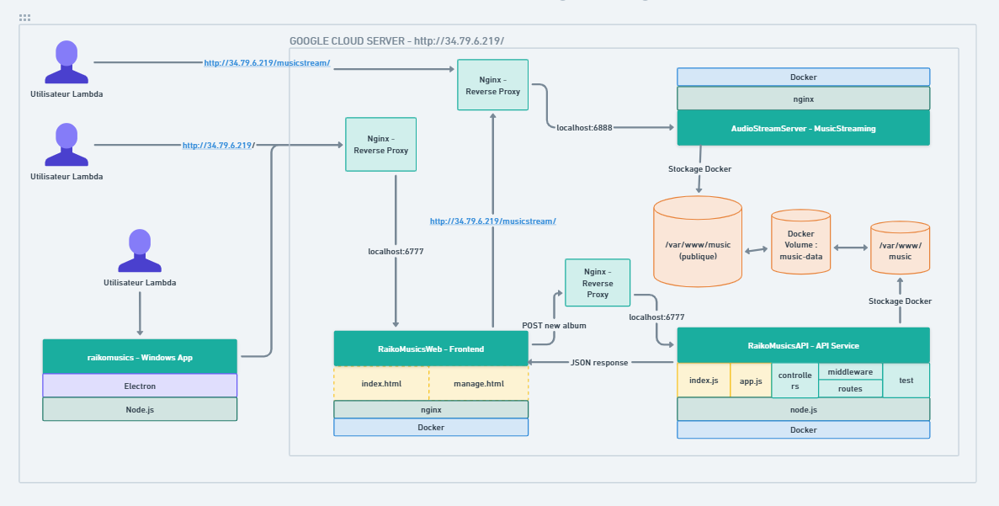 GOOGLE CLOUD SERVER - http://34.79.6.219/
Utilisateur Lambda
http://34.79.6.219/musicstream/
Nginx -
Reverse Proxy
Docker
nginx
AudioStreamServer - MusicStreaming
localhost:6888
Utilisateur Lambda
http://34.79.6.219/
Nginx -
Reverse Proxy
Stockage Docker
http://34.79.6.219/musicstream/
localhost:6777
/var/www/music
(publique)
Docker
Volume :
music-data
/var/www/
music
Utilisateur Lambda
Nginx -
Reverse
Proxy
Stockage Docker
POST new album
localhost:6777
raikomusics - Windows App
Electron
Node.js
RaikoMusicsWeb - Frontend
index.html
manage.html
nginx
Docker
JSON response
RaikoMusicsAPI - API Service
index.js
app.js
controlle
rs
middleware
routes
test
node.js
Docker